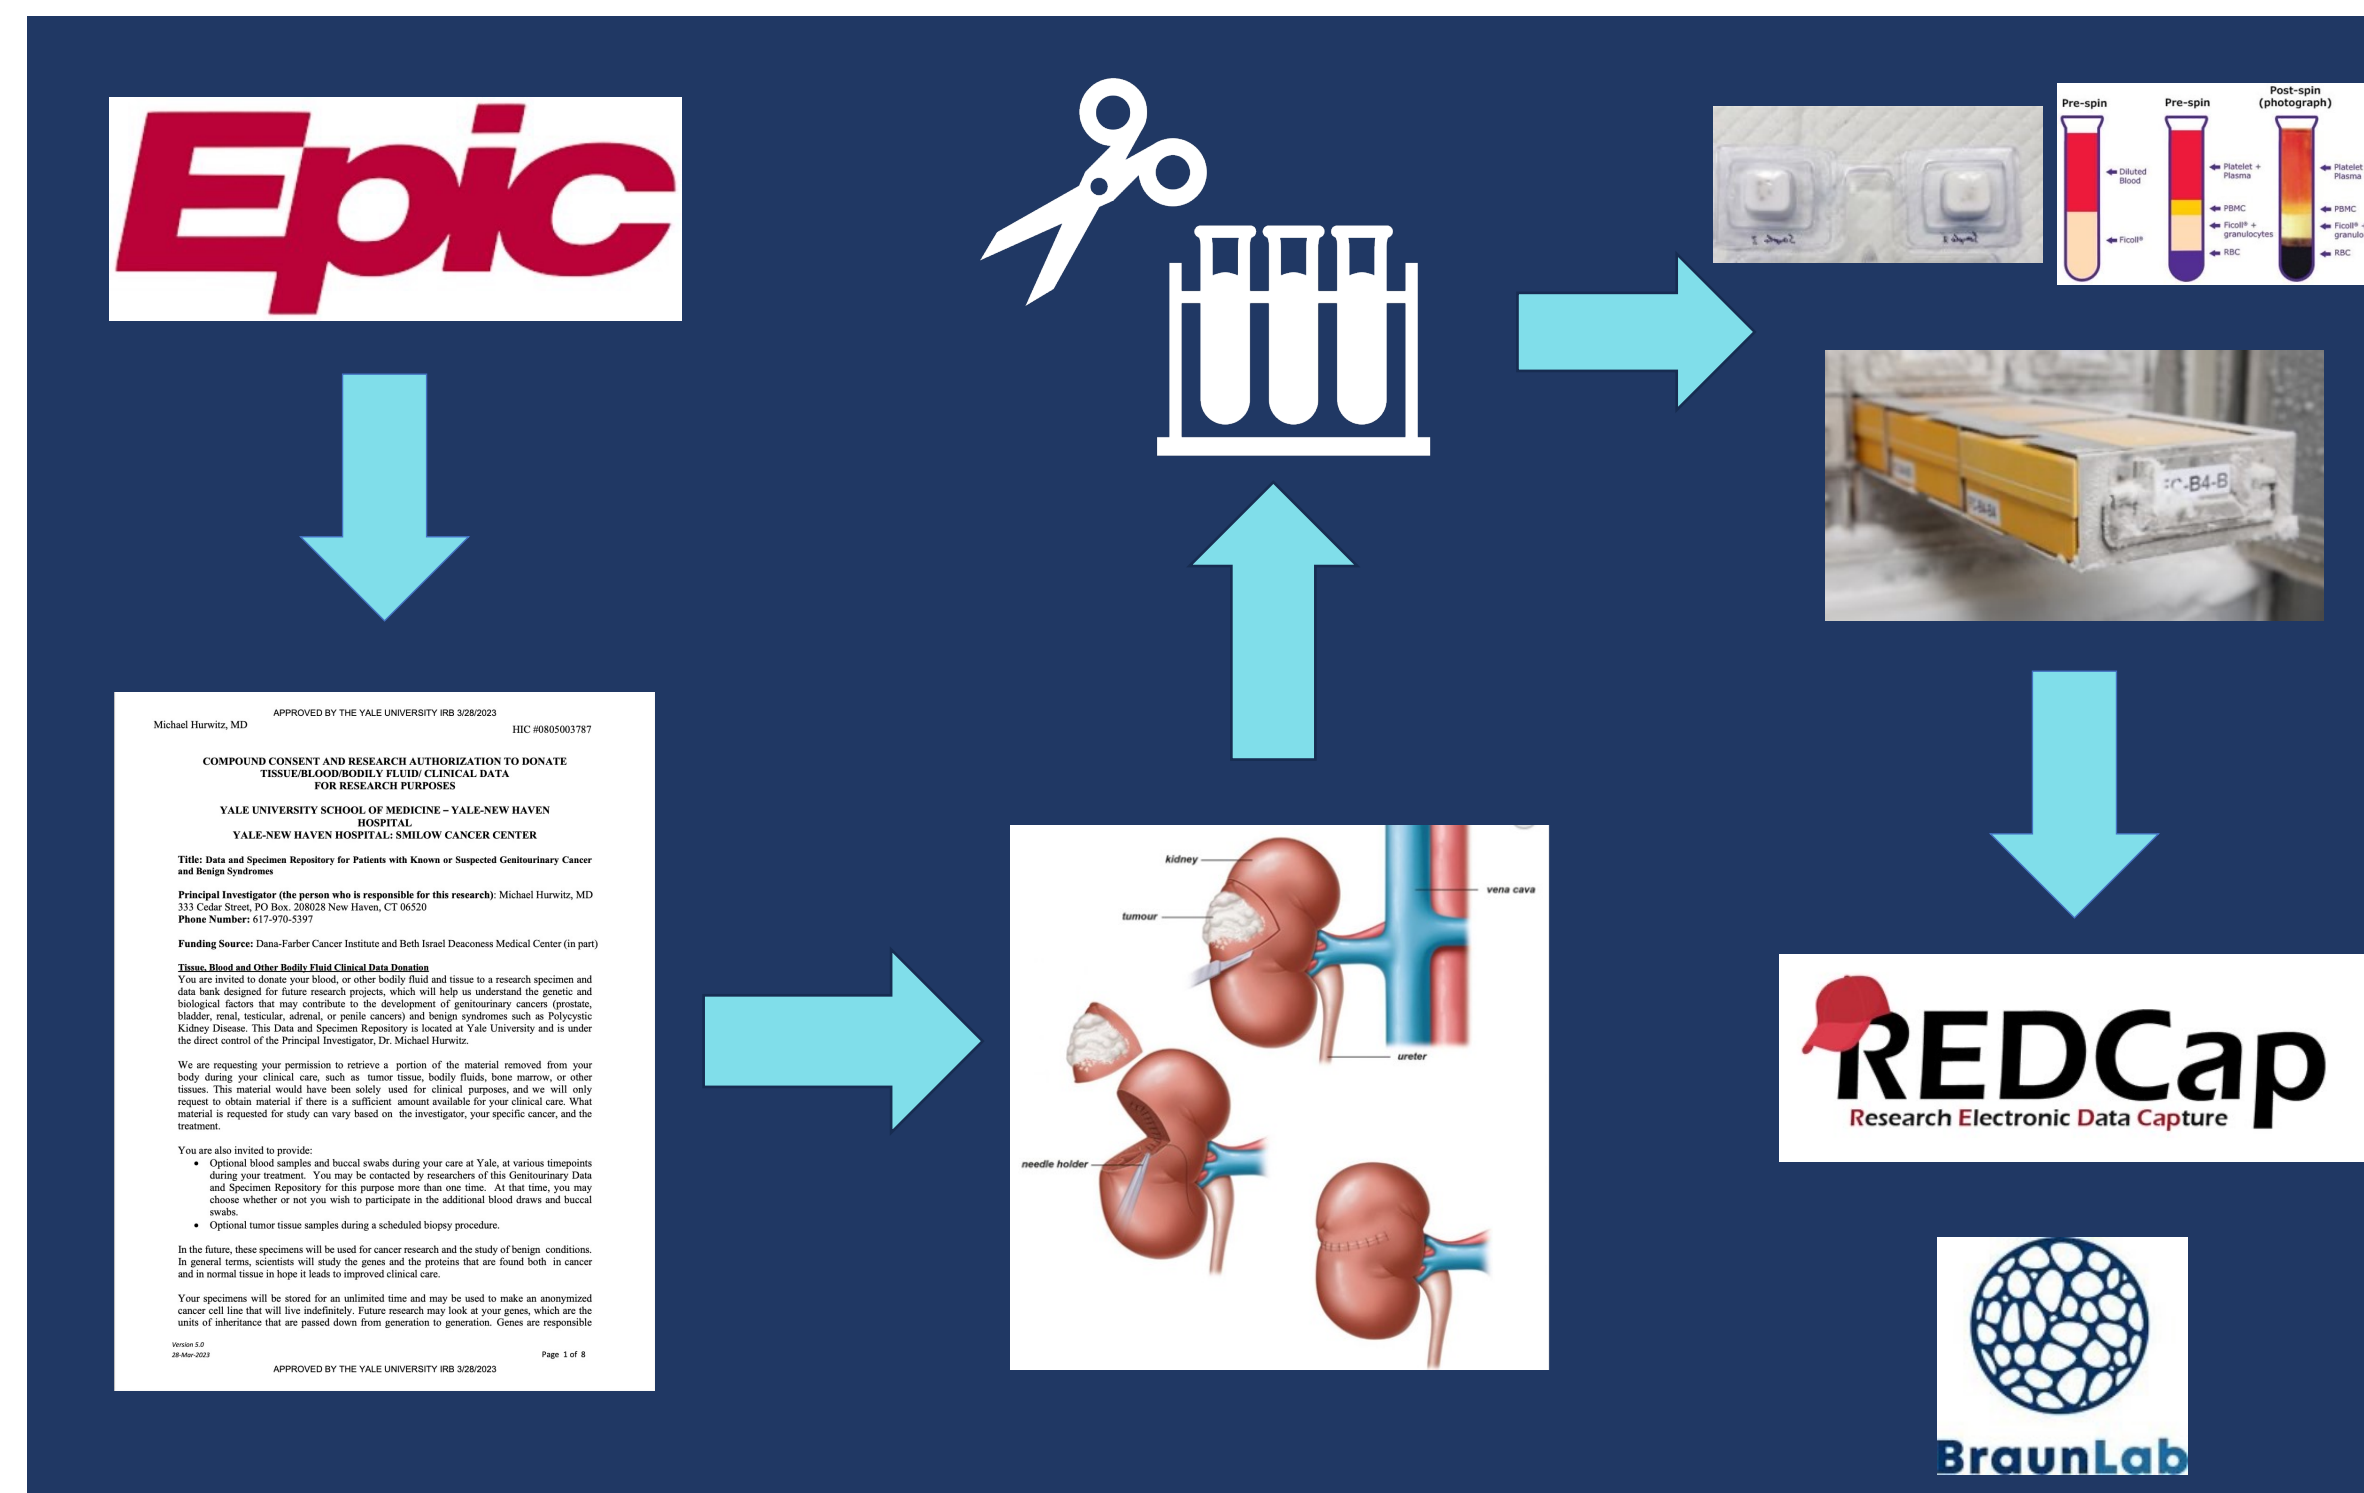 Epic
APPROVED BY THE YALE UNIVERSITY IRB 3/28/2023
Michael Hurwitz, MD
HIC #0805003787
COMPOUND CONSENT AND RESEARCH AUTHORIZATION TO DONATE
TISSUE/BLOOD/BODILY FLUID/ CLINICAL DATA
FOR RESEARCH PURPOSES
YALE UNIVERSITY SCHOOL OF MEDICINE – YALE-NEW HAVEN
HOSPITAL
YALE-NEW HAVEN HOSPITAL: SMILOW CANCER CENTER
Title: Data and Specimen Repository for Patients with Known or Suspected Genitourinary Cancer
and Benign Syndromes
Principal Investigator (the person who is responsible for this research): Michael Hurwitz, MD
333 Cedar Street, PO Box. 208028 New Haven, CT 06520
Phone Number: 617-970-5397
Funding Source: Dana-Farber Cancer Institute and Beth Israel Deaconess Medical Center (in part)
Tissue, Blood and Other Bodily Fluid Clinical Data Donation
You are invited to donate your blood, or other bodily fluid and tissue to a research specimen and
data bank designed for future research projects, which will help us understand the genetic and
biological factors that may contribute to the development of genitourinary cancers (prostate,
bladder, renal, testicular, adrenal, or penile cancers) and benign syndromes such as Polycystic
Kidney Disease. This Data and Specimen Repository is located at Yale University and is under
the direct control of the Principal Investigator, Dr. Michael Hurwitz.
We are requesting your permission to retrieve a portion of the material removed from your
body during your clinical care, such as tumor tissue, bodily fluids, bone marrow, or other
tissues. This material would have been solely used for clinical purposes, and we will only
request to obtain material if there is a sufficient amount available for your clinical care. What
material is requested for study can vary based on the investigator, your specific cancer, and the
treatment.
You are also invited to provide:
• Optional blood samples and buccal swabs during your care at Yale, at various timepoints
during your treatment. You may be contacted by researchers of this Genitourinary Data
and Specimen Repository for this purpose more than one time. At that time, you may
choose whether or not you wish to participate in the additional blood draws and buccal
swabs.
• Optional tumor tissue samples during a scheduled biopsy procedure.
In the future, these specimens will be used for cancer research and the study of benign conditions.
In general terms, scientists will study the genes and the proteins that are found both in cancer
and in normal tissue in hope it leads to improved clinical care.
Your specimens will be stored for an unlimited time and may be used to make an anonymized
cancer cell line that will live indefinitely. Future research may look at your genes, which are the
units of inheritance that are passed down from generation to generation. Genes are responsible
Version 5.0
28-Mar-2023
Page 1 of 8
APPROVED BY THE YALE UNIVERSITY IRB 3/28/2023
kidney
vena cava
tumour
ureter
needle holder
Pre-spin
Diluted
Blood
Ficoll®
Pre-spin
Platelet +
Plasma
PBMC
Ficoll® +
granulocytes
RBC
Post-spin
(photograph)
Platelet
Plasma
PBMC
Ficoll®
RBC
C-B4-B
REDCap
Research Electronic Data Capture
BraunLab